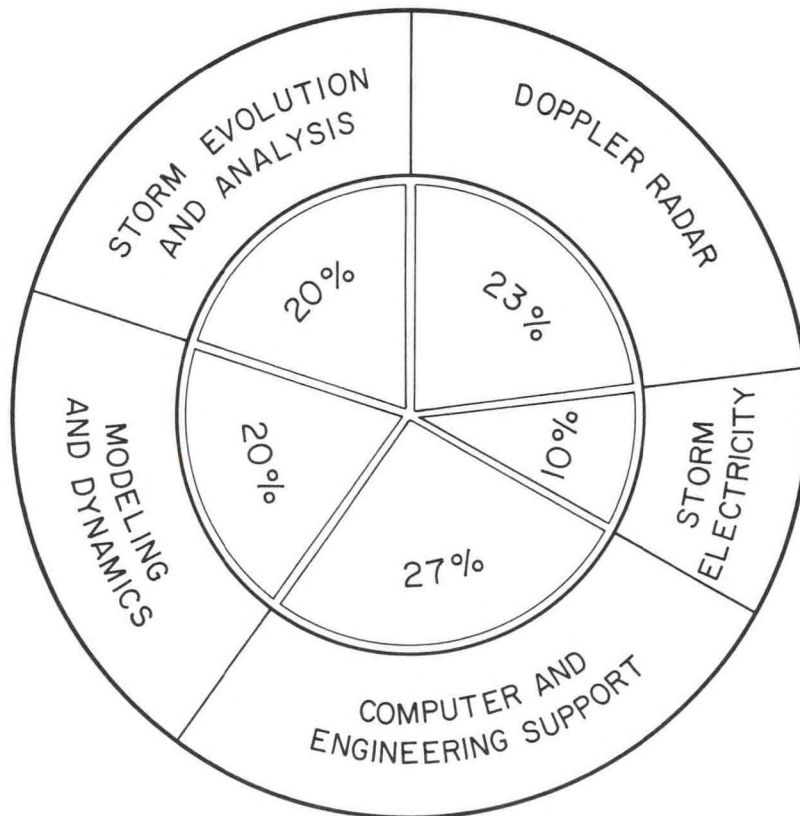 STORM EVOLUTION
AND ANALYSIS
20%
DOPPLER RADAR
23%
STORM
ELECTRICITY
10%
COMPUTER AND
ENGINEERING SUPPORT
27%
MODELING
AND DYNAMICS
20%